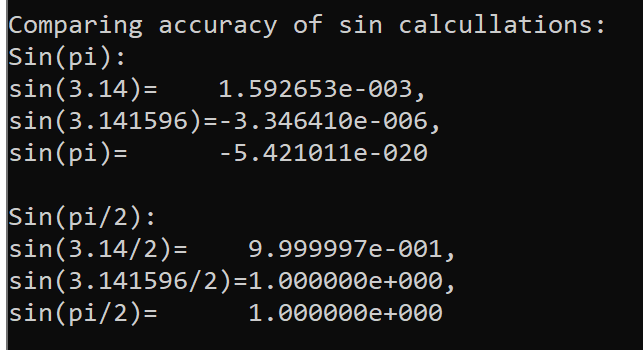 Comparing accuracy of sin calcullations:
Sin(pi):
sin(3.14)=    1.592653e-003,
sin(3.141596)=-3.346410e-006,
sin(pi)=      -5.421011e-020
Sin(pi/2):
sin(3.14/2)=    9.999997e-001,
sin(3.141596/2)=1.000000e+000,
sin(pi/2)=      1.000000e+000